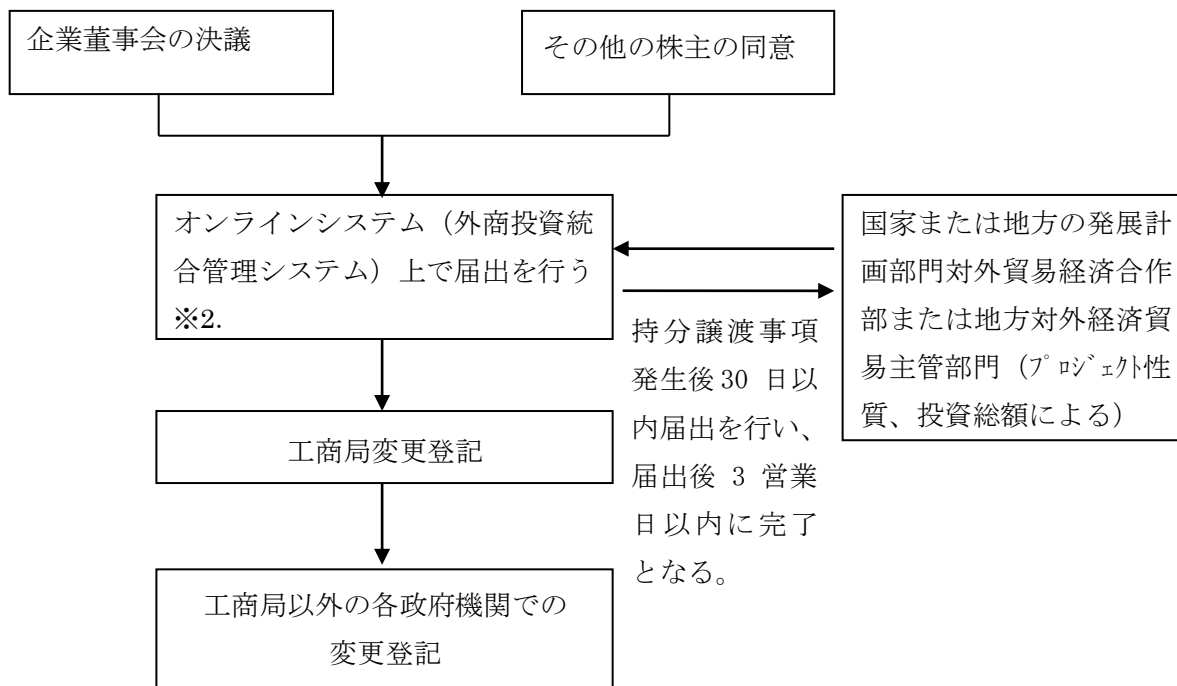 企業董事会の決議
その他の株主の同意
オンラインシステム（外商投資統
合管理システム）上で届出を行う
※2.
国家または地方の発展計
画部門対外貿易経済合作
部または地方対外経済貿
易主管部門（ﾌﾟﾛｼﾞｪｸﾄ性
質、投資総額による）
持分譲渡事項
発生後 30 日以
内届出を行い、
届出後 3 営業
日以内に完了
となる。
工商局変更登記
工商局以外の各政府機関での
変更登記